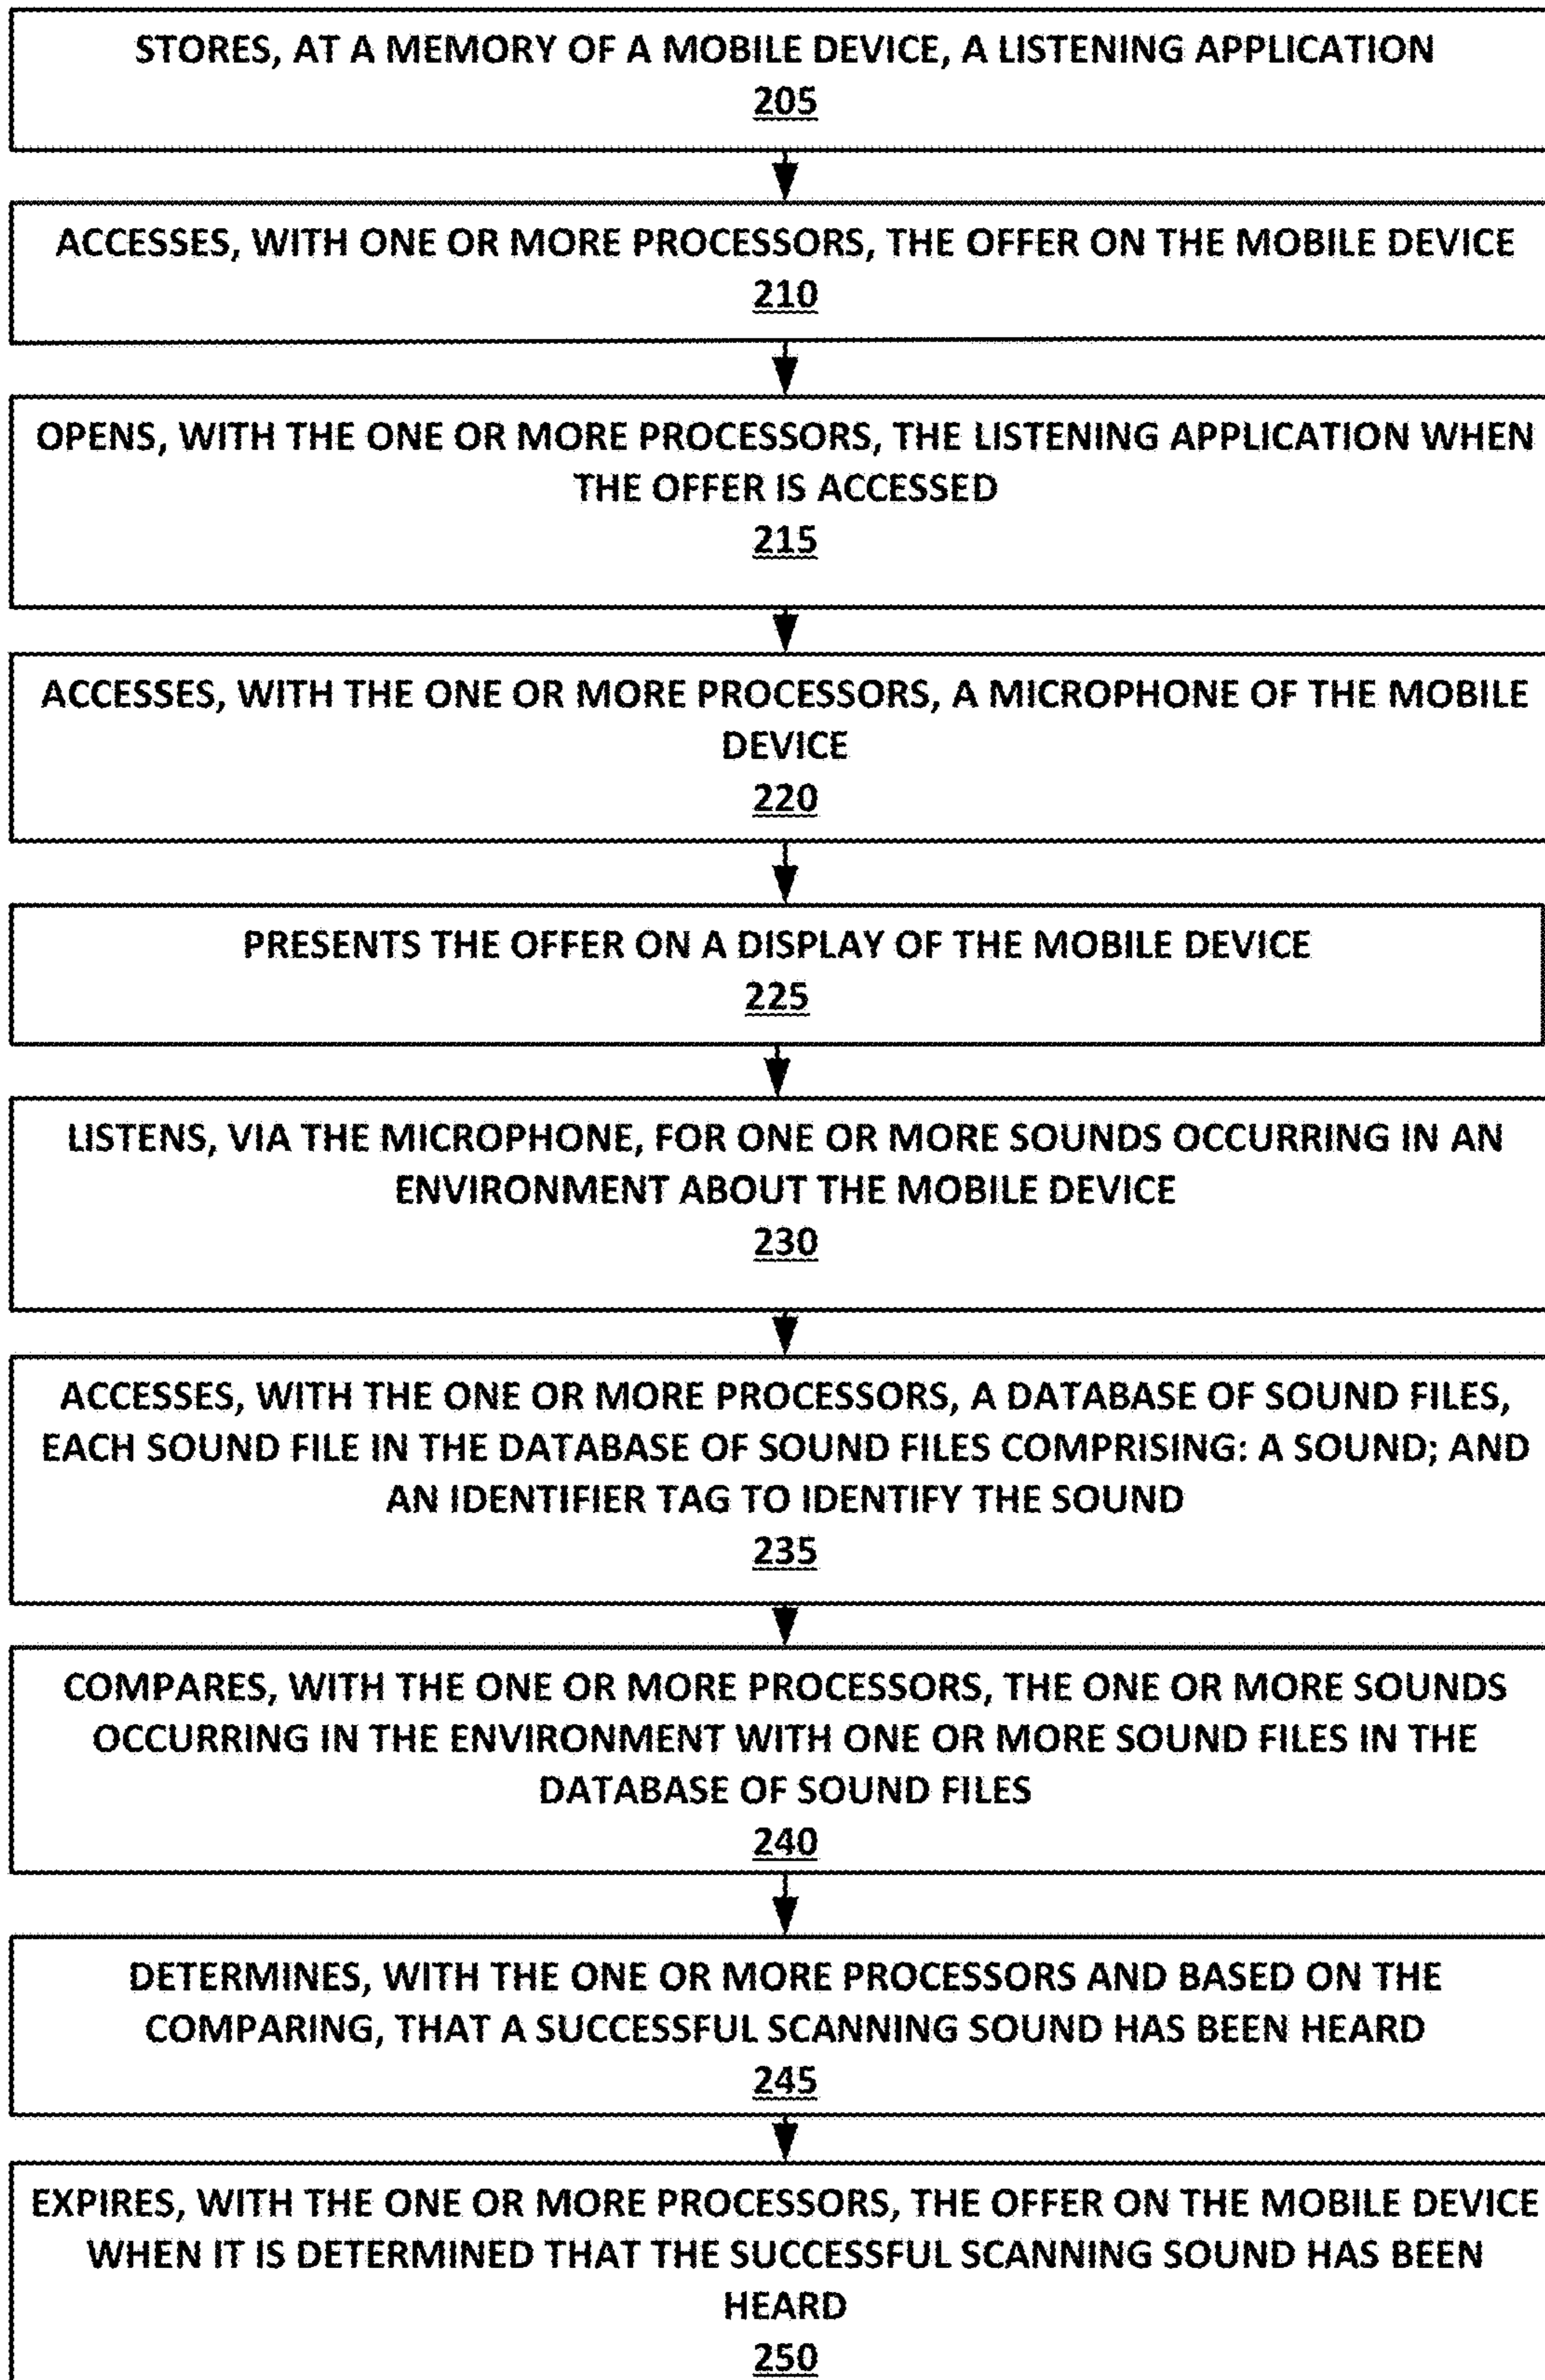 STORES, AT A MEMORY OF A MOBILE DEVICE, A LISTENING APPLICATION
205
ACCESSES, WITH ONE OR MORE PROCESSORS, THE OFFER ON THE MOBILE DEVICE
210
OPENS, WITH THE ONE OR MORE PROCESSORS, THE LISTENING APPLICATION WHEN
THE OFFER IS ACCESSED
215
ACCESSES, WITH THE ONE OR MORE PROCESSORS, A MICROPHONE OF THE MOBILE
DEVICE
220
PRESENTS THE OFFER ON A DISPLAY OF THE MOBILE DEVICE
225
LISTENS, VIA THE MICROPHONE, FOR ONE OR MORE SOUNDS OCCURRING IN AN
ENVIRONMENT ABOUT THE MOBILE DEVICE
230
ACCESSES, WITH THE ONE OR MORE PROCESSORS, A DATABASE OF SOUND FILES,
EACH SOUND FILE IN THE DATABASE OF SOUND FILES COMPRISING: A SOUND; AND
AN IDENTIFIER TAG TO IDENTIFY THE SOUND
235
COMPARES, WITH THE ONE OR MORE PROCESSORS, THE ONE OR MORE SOUNDS
OCCURRING IN THE ENVIRONMENT WITH ONE OR MORE SOUND FILES IN THE
DATABASE OF SOUND FILES
240
DETERMINES, WITH THE ONE OR MORE PROCESSORS AND BASED ON THE
COMPARING, THAT A SUCCESSFUL SCANNING SOUND HAS BEEN HEARD
245
EXPIRES, WITH THE ONE OR MORE PROCESSORS, THE OFFER ON THE MOBILE DEVICE
WHEN IT IS DETERMINED THAT THE SUCCESSFUL SCANNING SOUND HAS BEEN
HEARD
250